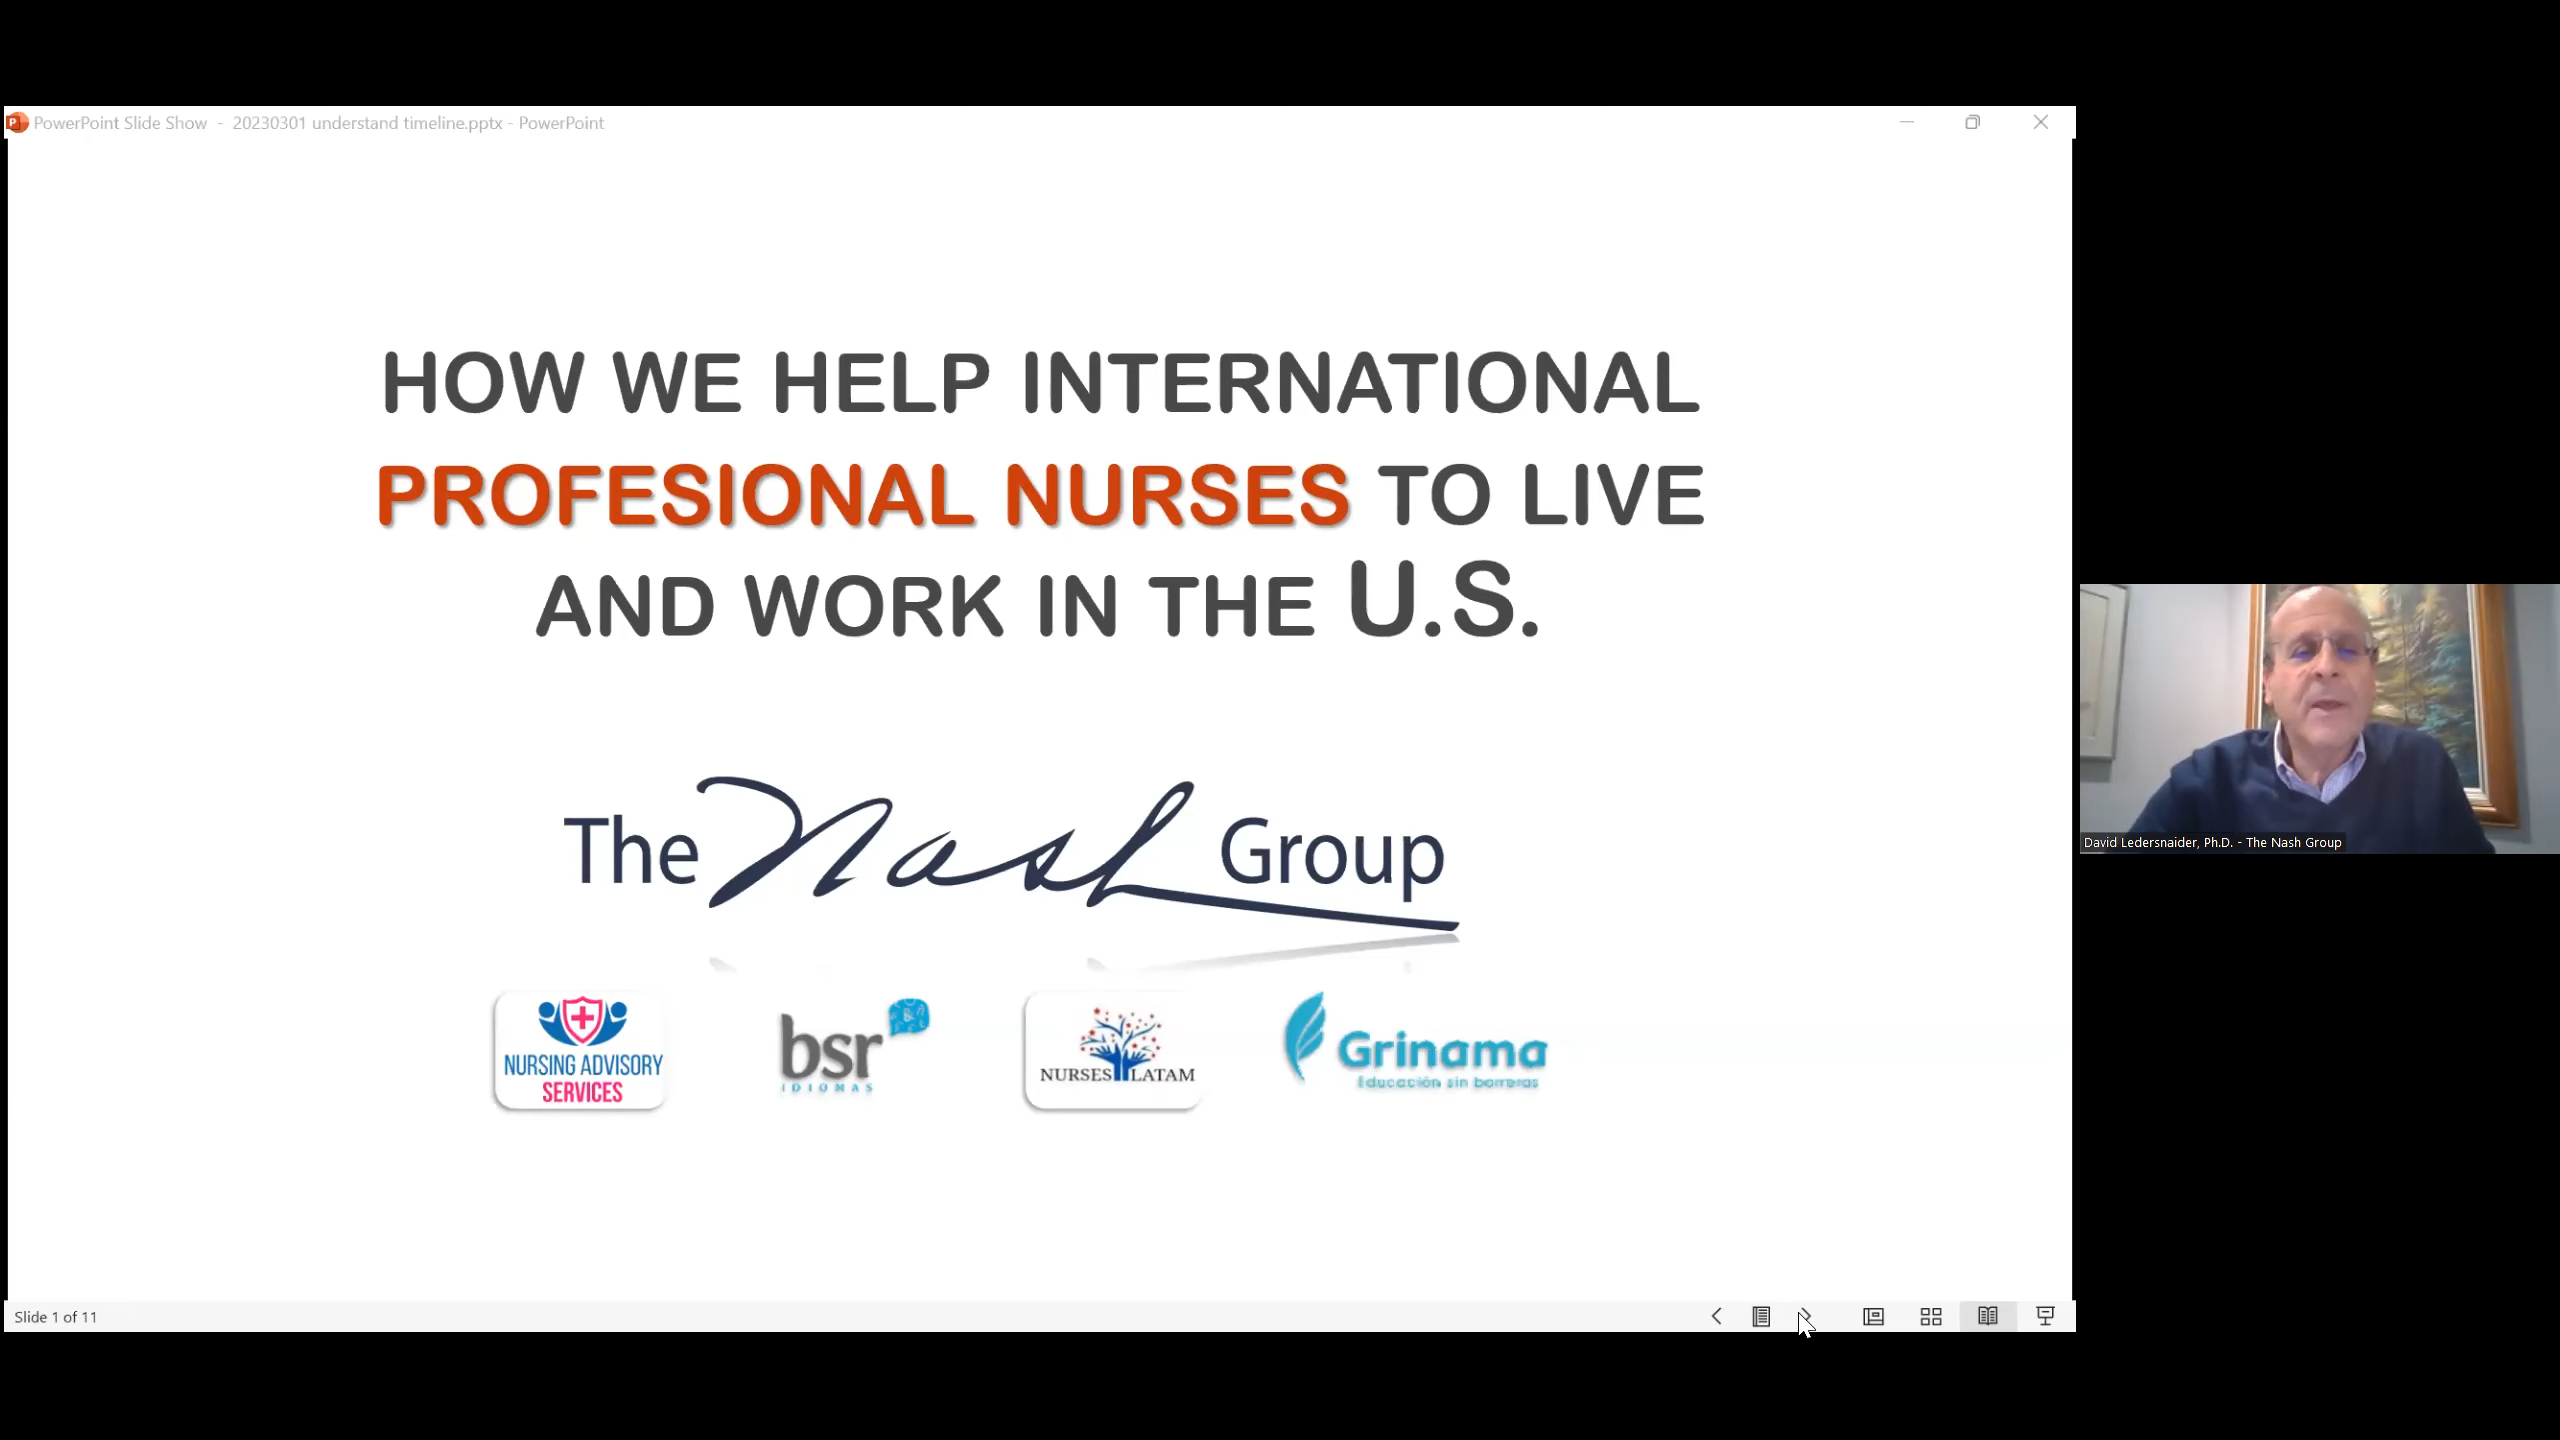 PowerPoint Slide Show - 20230301 understand timeline.pptx - PowerPoint
HOW WE HELP INTERNATIONAL
PROFESIONAL NURSES TO LIVE
AND WORK IN THE U.S.
The Nash Group
NURSING ADVISORY
SERVICES
bsr
IDIOMAS
NURSES LATAM
Grinama
Educación sin barreras
David Ledersnaider, Ph.D. - The Nash Group
Slide 1 of 11